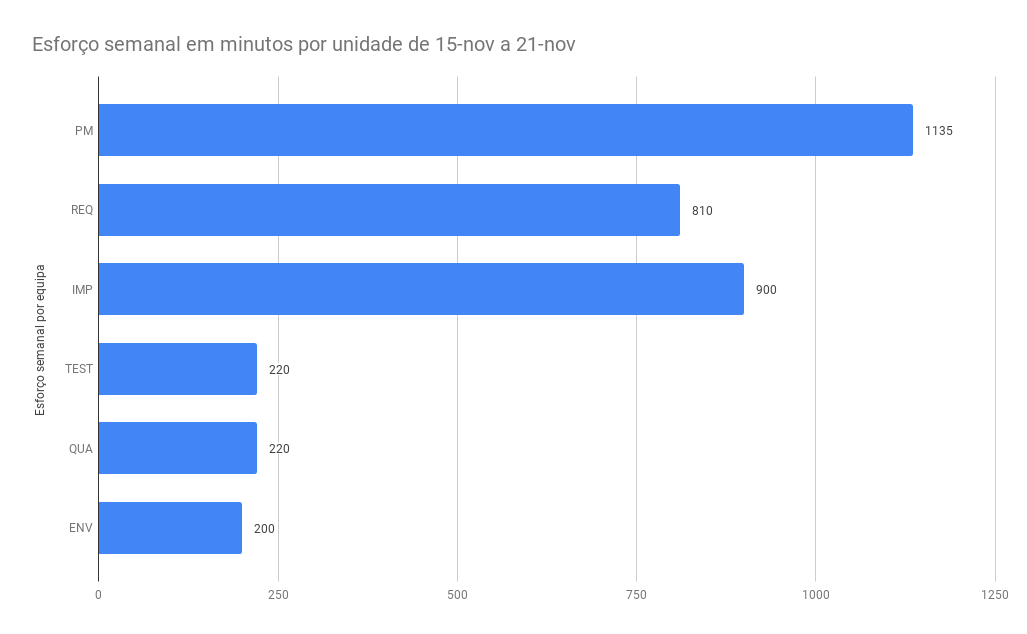 Esforço semanal em minutos por unidade de 15-nov a 21-nov
Esforço semanal por equipa
PM 1135
REQ 810
IMP 900
TEST 220
QUA 220
ENV 200
0 250 500 750 1000 1250